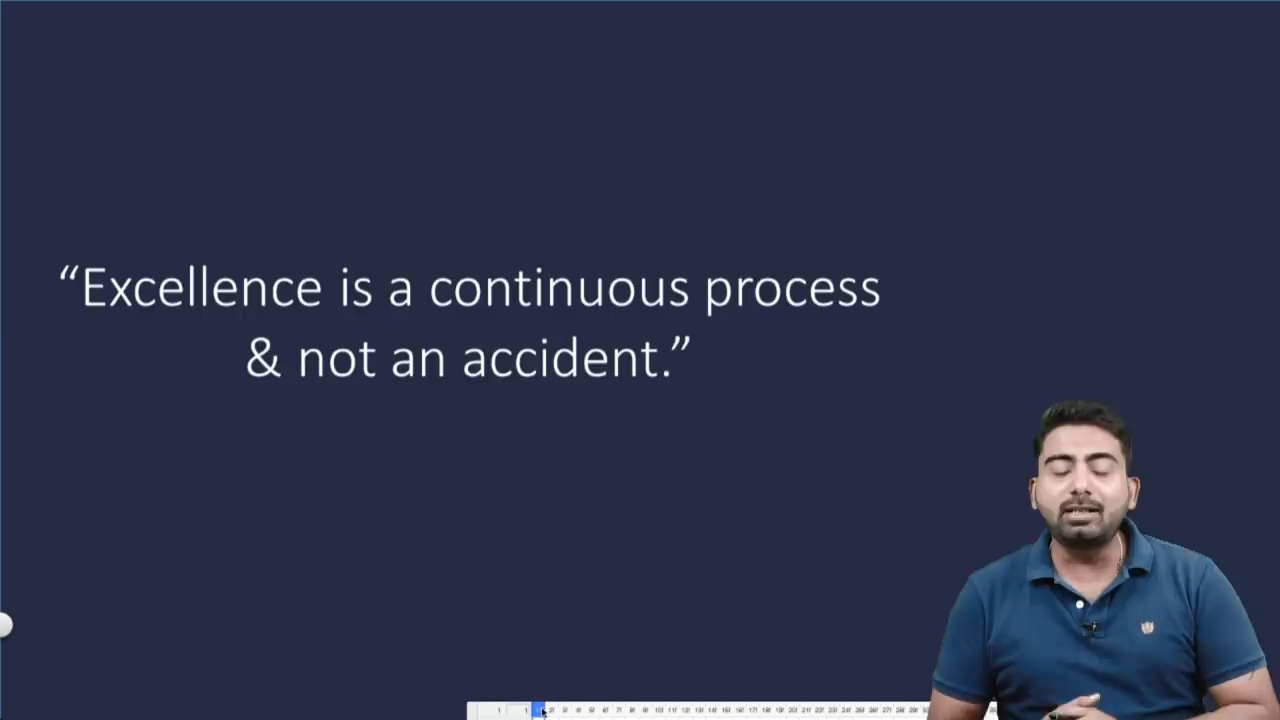 “Excellence is a continuous process
& not an accident.”